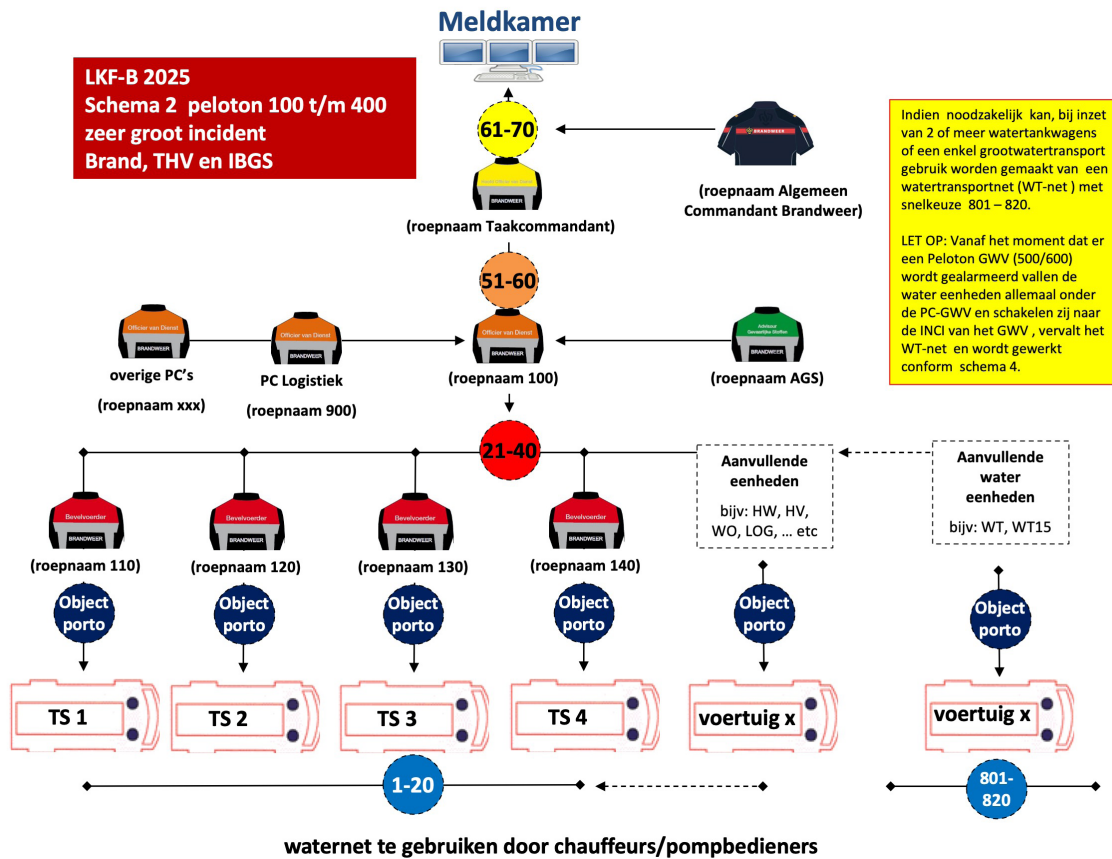 Meldkamer
LKF-B 2025
Schema 2 peloton 100 t/m 400
zeer groot incident
Brand, THV en IBGS
61-70
BRANDWEER
BRANDWEER
(roepnaam Taakcommandant)
(roepnaam Algemeen
Commandant Brandweer)
Indien noodzakelijk kan, bij inzet
van 2 of meer watertankwagens
of een enkel grootwatertransport
gebruik worden gemaakt van een
watertransportnet (WT-net ) met
snelkeuze 801 – 820.
LET OP: Vanaf het moment dat er
een Peloton GWV (500/600)
wordt gealarmeerd vallen de
water eenheden allemaal onder
de PC-GWV en schakelen zij naar
de INCI van het GWV , vervalt het
WT-net en wordt gewerkt
conform schema 4.
51-60
Officier van Dienst
BRANDWEER
overige PC's
(roepnaam xxx)
Officier van Dienst
BRANDWEER
PC Logistiek
(roepnaam 900)
Officier van Dienst
BRANDWEER
(roepnaam 100)
Adviseur
Gevaarlijke Stoffen
BRANDWEER
(roepnaam AGS)
21-40
Bevelvoerder
BRANDWEER
(roepnaam 110)
Bevelvoerder
BRANDWEER
(roepnaam 120)
Bevelvoerder
BRANDWEER
(roepnaam 130)
Bevelvoerder
BRANDWEER
(roepnaam 140)
Aanvullende
eenheden
bijv: HW, HV,
WO, LOG, ... etc
Aanvullende
water
eenheden
bijv: WT, WT15
Object
porto
Object
porto
Object
porto
Object
porto
Object
porto
Object
porto
TS 1
TS 2
TS 3
TS 4
voertuig x
voertuig x
1-20
801-
820
waternet te gebruiken door chauffeurs/pompbedieners